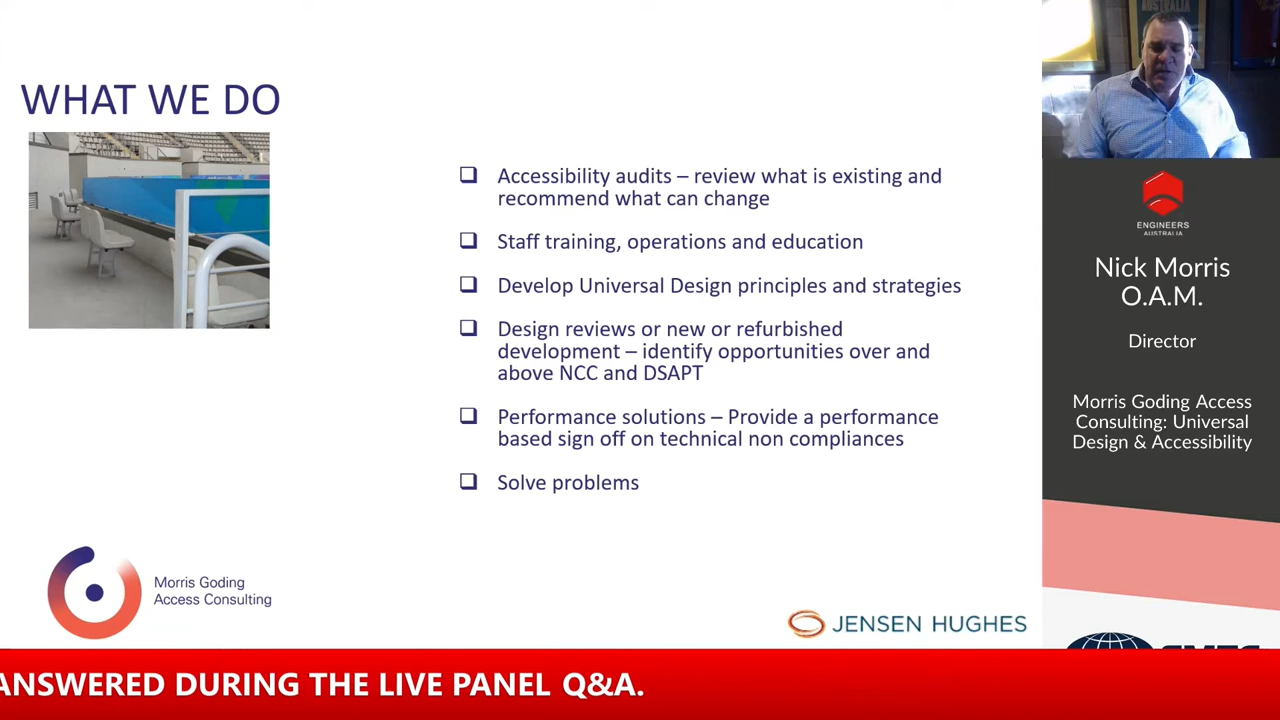 WHAT WE DO
Accessibility audits – review what is existing and
recommend what can change
Staff training, operations and education
Develop Universal Design principles and strategies
Design reviews or new or refurbished
development – identify opportunities over and
above NCC and DSAPT
Performance solutions – Provide a performance
based sign off on technical non compliances
Solve problems
Morris Goding
Access Consulting
JENSEN HUGHES
AUSTRALIA
ENGINEERS
AUSTRALIA
Nick Morris
O.A.M.
Director
Morris Goding Access
Consulting: Universal
Design & Accessibility
ANSWERED DURING THE LIVE PANEL Q&A.